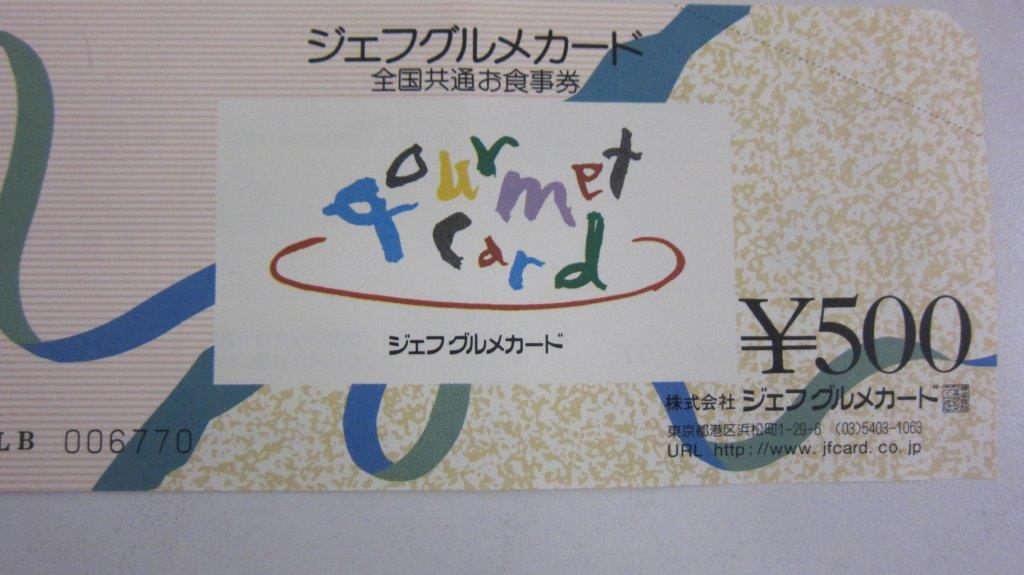 ジェフグルメカード
全国共通お食事券
gourmet
card
ジェフグルメカード
¥500
株式会社 ジェフグルメカード
東京都港区浜松町1-29-6 (03)5403-1063
URL http://www.jfcard.co.jp
LB 006770